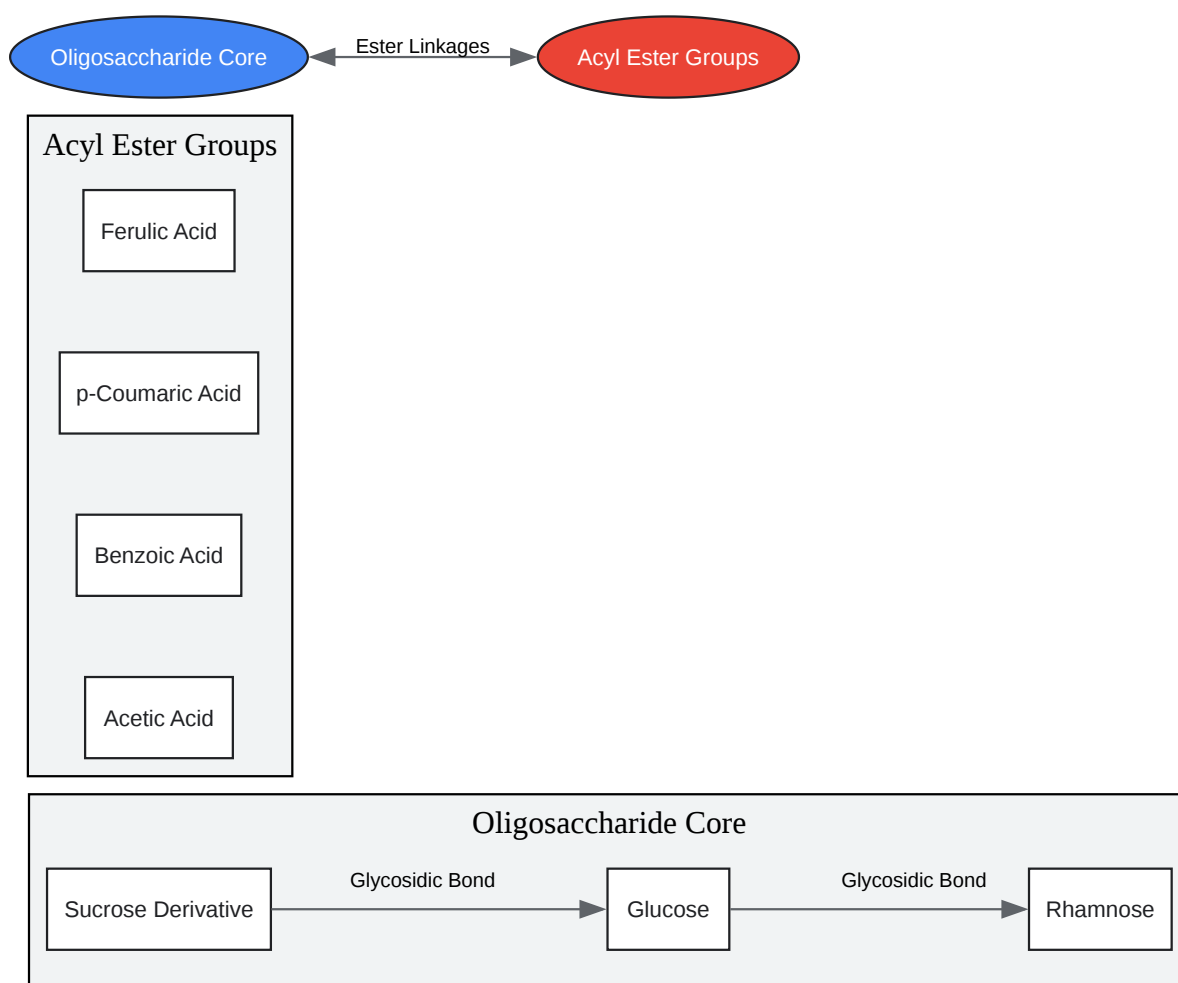 Oligosaccharide Core
Ester Linkages
Acyl Ester Groups
Acyl Ester Groups
Ferulic Acid
p-Coumaric Acid
Benzoic Acid
Acetic Acid
Oligosaccharide Core
Sucrose Derivative
Glycosidic Bond
Glucose
Glycosidic Bond
Rhamnose